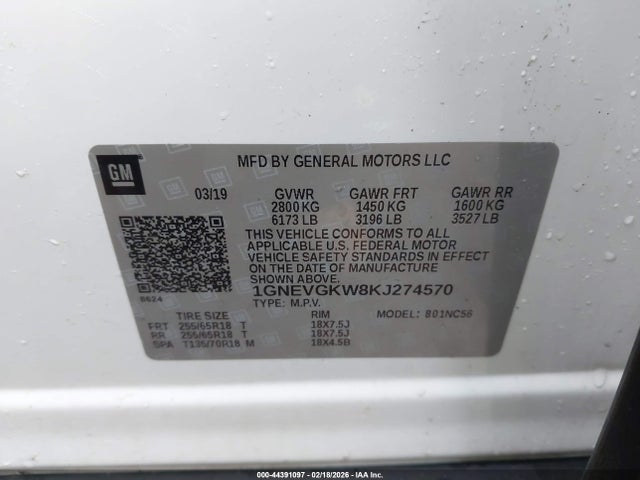 GM
MFD BY GENERAL MOTORS LLC
03/19 GVWR GAWR FRT GAWR RR
2800 KG 1450 KG 1600 KG
6173 LB 3196 LB 3527 LB
THIS VEHICLE CONFORMS TO ALL
APPLICABLE U.S. FEDERAL MOTOR
VEHICLE SAFETY STANDARDS IN EFFECT
ON THE DATE OF MANUFACTURE
SHOWN ABOVE.
1GNEVGKW8KJ274570
8624
TYPE: M.P.V.
TIRE SIZE RIM MODEL: 801NC56
FRT 255/65R18 T 18X7.5J
RR 255/65R18 T 18X7.5J
SPA T135/70R18 M 18X4.5B
000-44391097 - 02/18/2026 - IAA Inc.